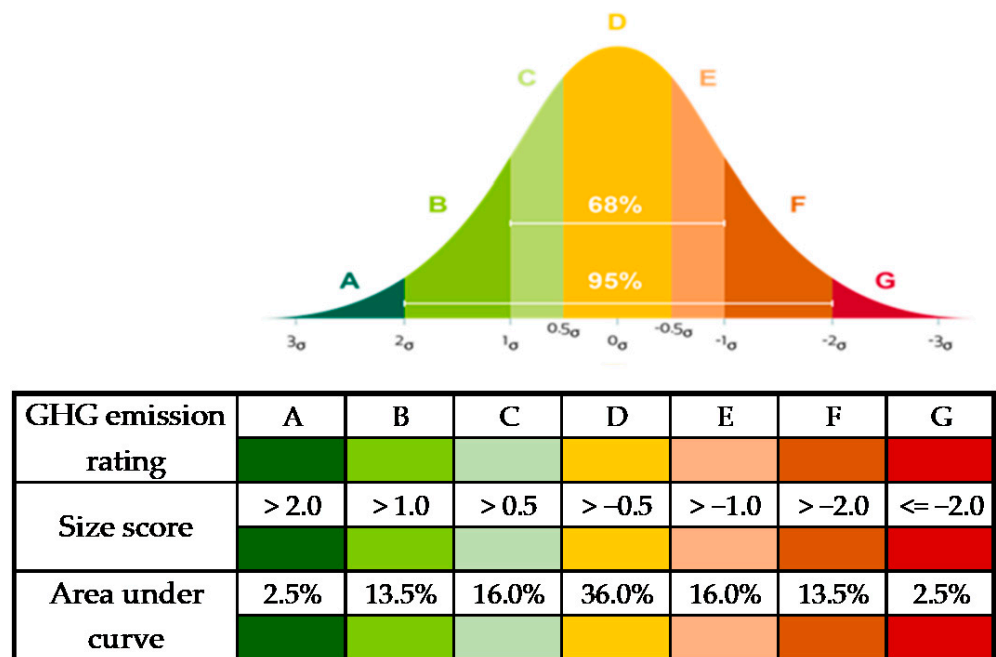 D
C E
B F
68%
A G
95%
3σ 2σ 1σ 0.5σ 0σ -0.5σ -1σ -2σ -3σ
GHG emission rating A B C D E F G
Size score > 2.0 > 1.0 > 0.5 > –0.5 > –1.0 > –2.0 <= –2.0
Area under curve 2.5% 13.5% 16.0% 36.0% 16.0% 13.5% 2.5%